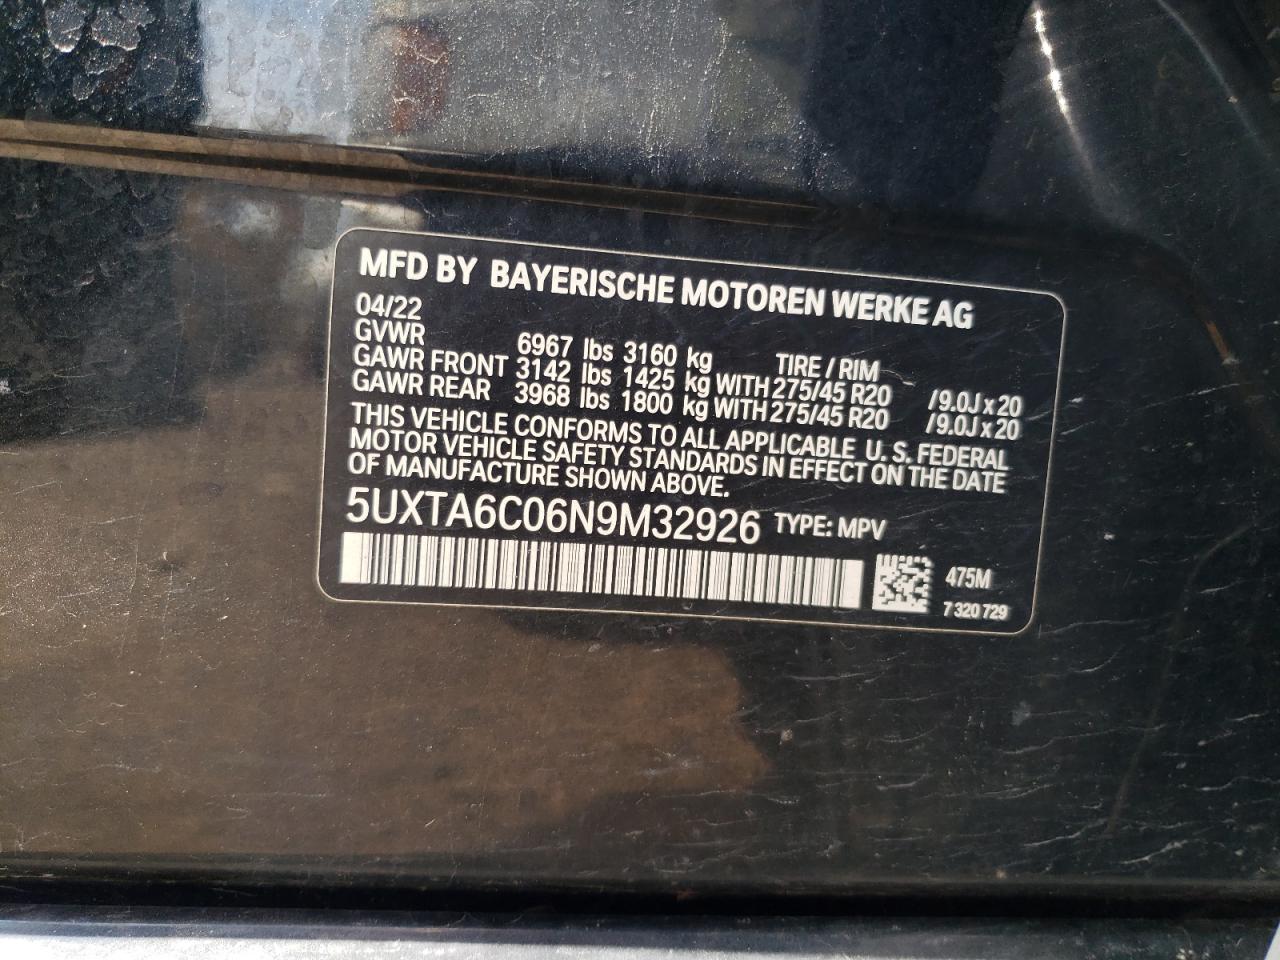 MFD BY BAYERISCHE MOTOREN WERKE AG
04/22
GVWR 6967 lbs 3160 kg TIRE / RIM
GAWR FRONT 3142 lbs 1425 kg WITH 275/45 R20 /9.0J x 20
GAWR REAR 3968 lbs 1800 kg WITH 275/45 R20 /9.0J x 20
THIS VEHICLE CONFORMS TO ALL APPLICABLE U. S. FEDERAL
MOTOR VEHICLE SAFETY STANDARDS IN EFFECT ON THE DATE
OF MANUFACTURE SHOWN ABOVE.
5UXTA6C06N9M32926 TYPE: MPV
475M
7 320 729